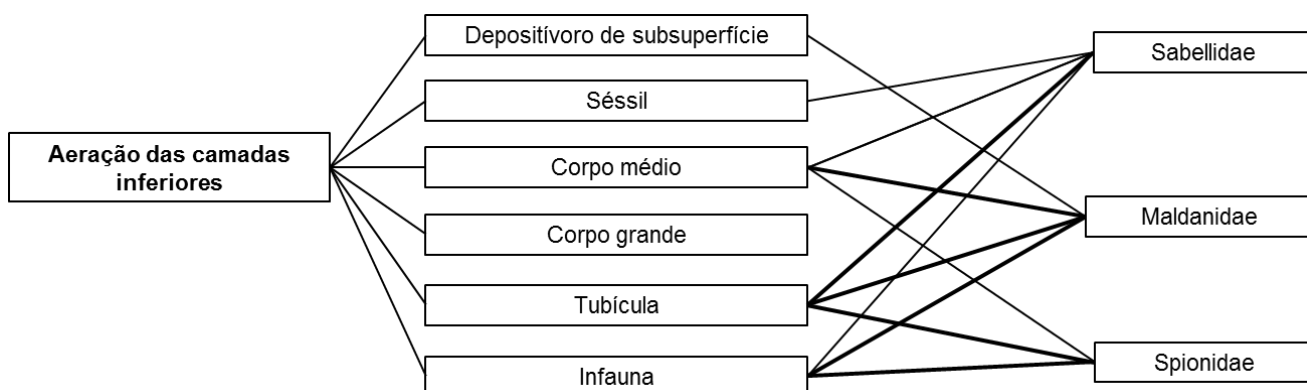 Depositívoro de subsuperfície
Sabellidae
Séssil
Aeração das camadas
inferiores
Corpo médio
Maldanidae
Corpo grande
Tubícula
Spionidae
Infauna